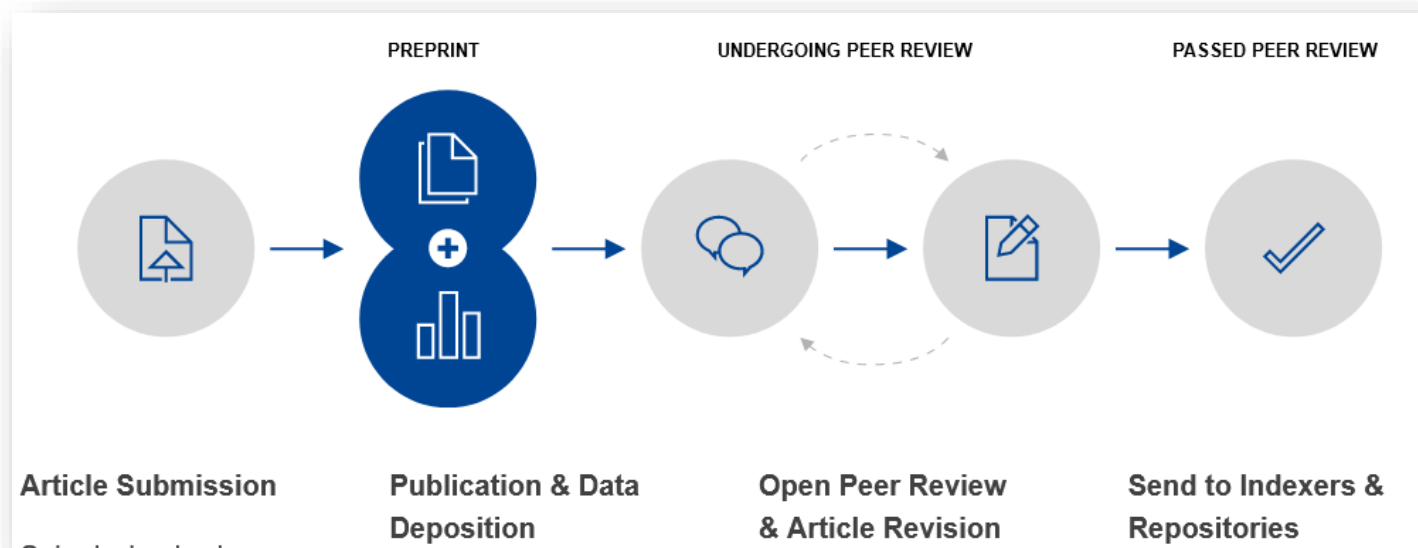 PREPRINT
UNDERGOING PEER REVIEW
PASSED PEER REVIEW
Article Submission
Publication & Data
Deposition
Open Peer Review
& Article Revision
Send to Indexers &
Repositories